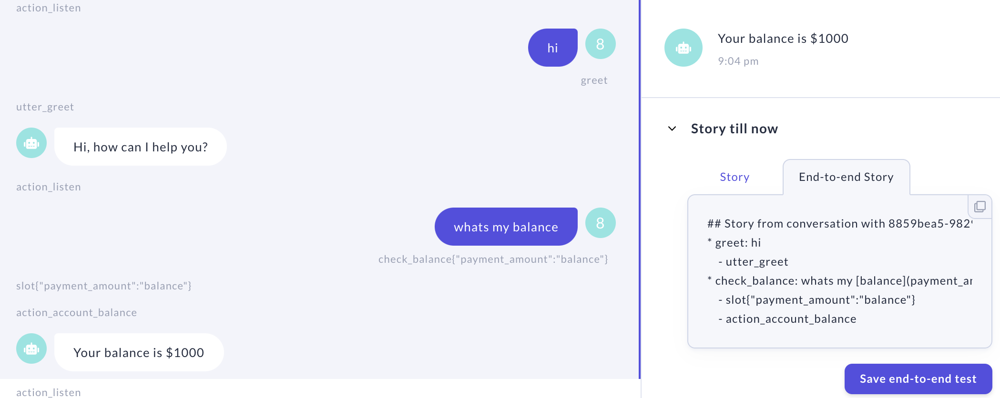 action_listen
hi
8
greet
utter_greet
Hi, how can I help you?
action_listen
whats my balance
8
check_balance{"payment_amount":"balance"}
slot{"payment_amount":"balance"}
action_account_balance
Your balance is $1000
action_listen
Your balance is $1000
9:04 pm
Story till now
Story
End-to-end Story
## Story from conversation with 8859bea5-982
* greet: hi
- utter_greet
* check_balance: whats my [balance](payment_a
- slot{"payment_amount":"balance"}
- action_account_balance
Save end-to-end test